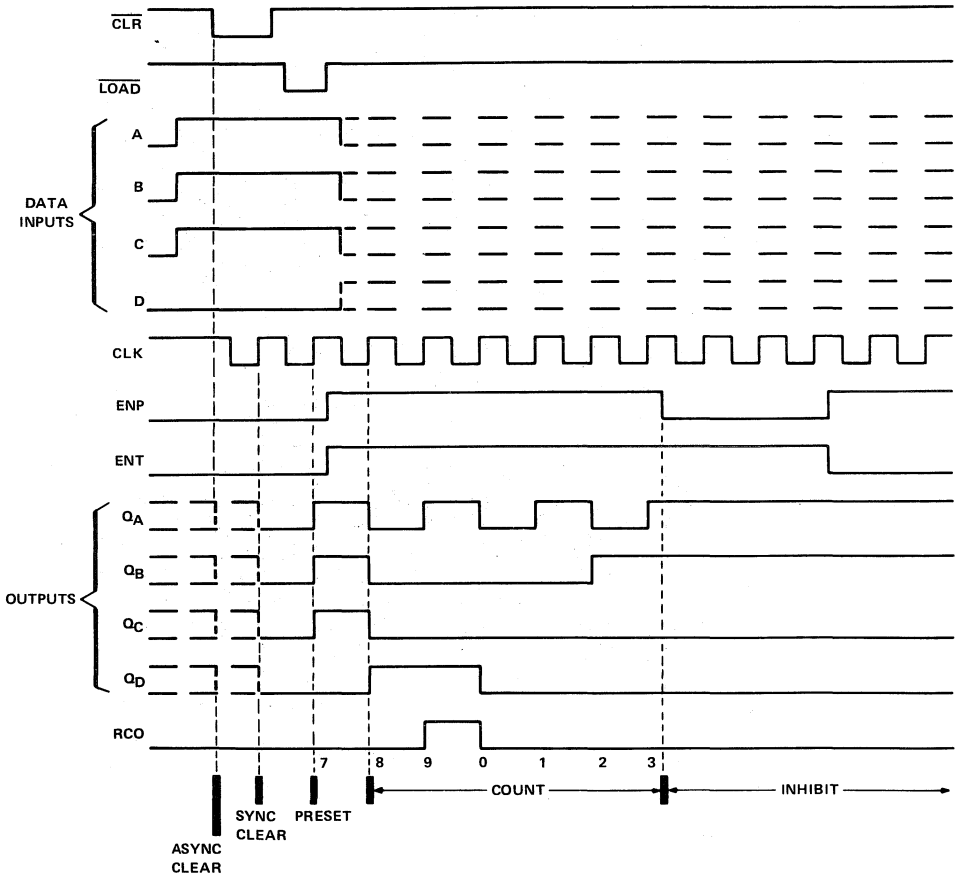 CLR
LOAD
A
B
DATA
INPUTS
C
D
CLK
ENP
ENT
QA
QB
OUTPUTS
QC
QD
RCO
7 8 9 0 1 2 3
COUNT INHIBIT
SYNC
CLEAR
PRESET
ASYNC
CLEAR